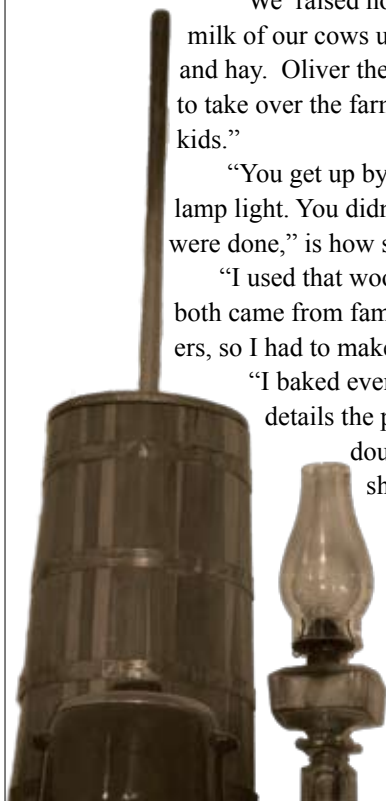 "We raised
milk of our cows u
and hay. Oliver the
to take over the farm
kids."
"You get up by
lamp light. You didn
were done," is how s
"I used that woo
both came from fam
ers, so I had to make
"I baked ever
details the p
dou
sh